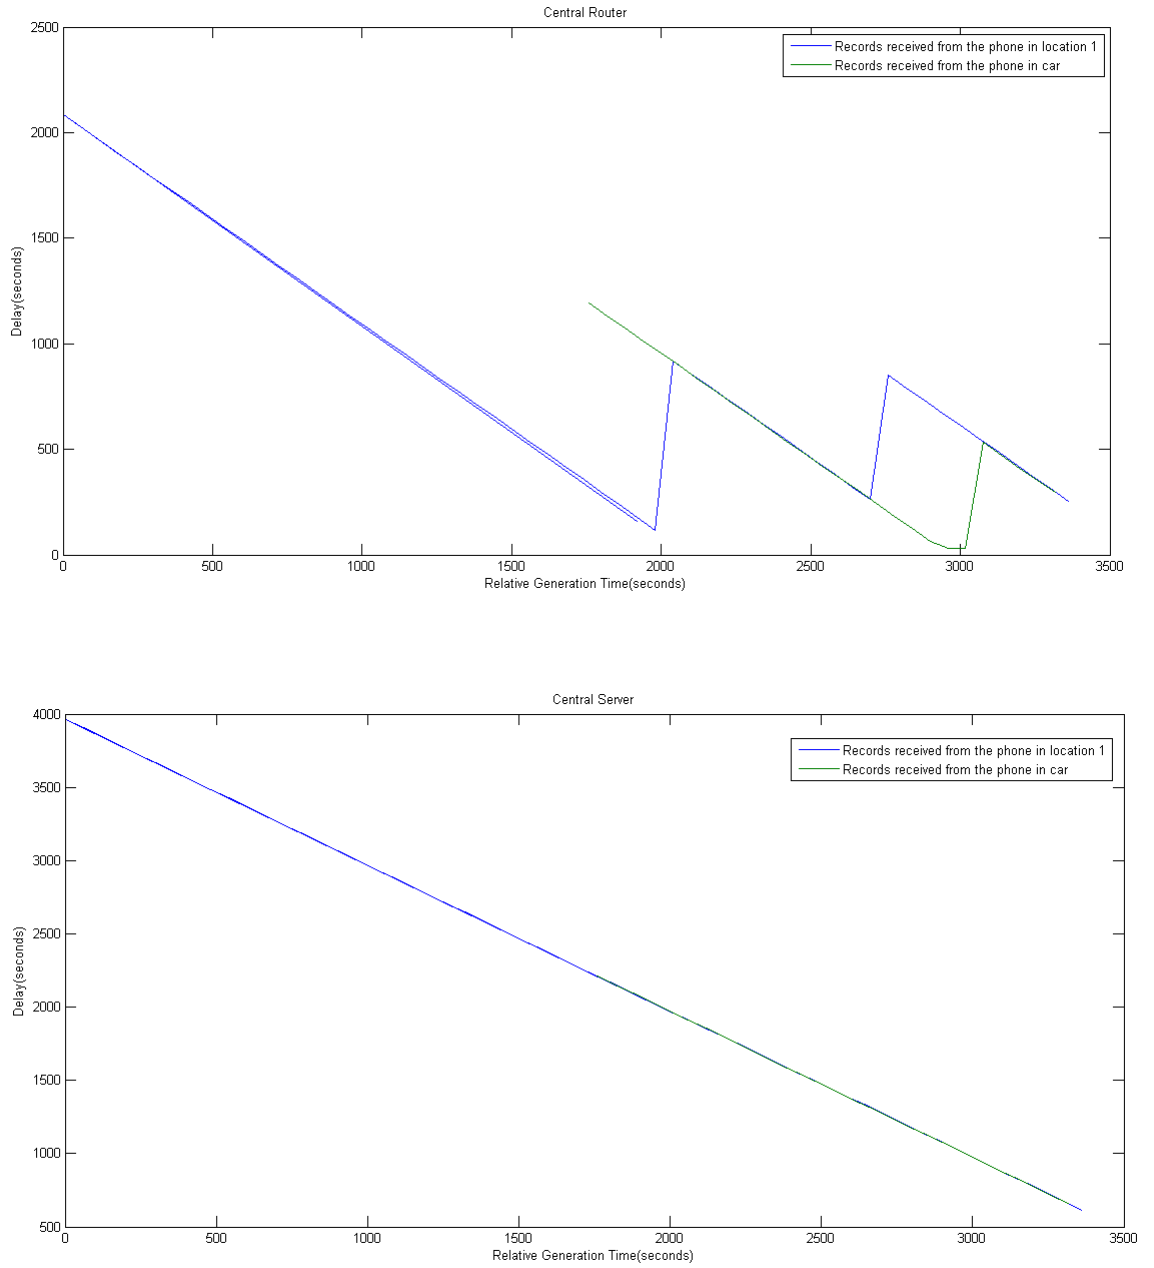 Central Router
2500
2000
1500
1000
500
0
Delay(seconds)
Records received from the phone in location 1
Records received from the phone in car
0 500 1000 1500 2000 2500 3000 3500
Relative Generation Time(seconds)
Central Server
4000
3500
3000
2500
2000
1500
1000
500
Delay(seconds)
Records received from the phone in location 1
Records received from the phone in car
0 500 1000 1500 2000 2500 3000 3500
Relative Generation Time(seconds)